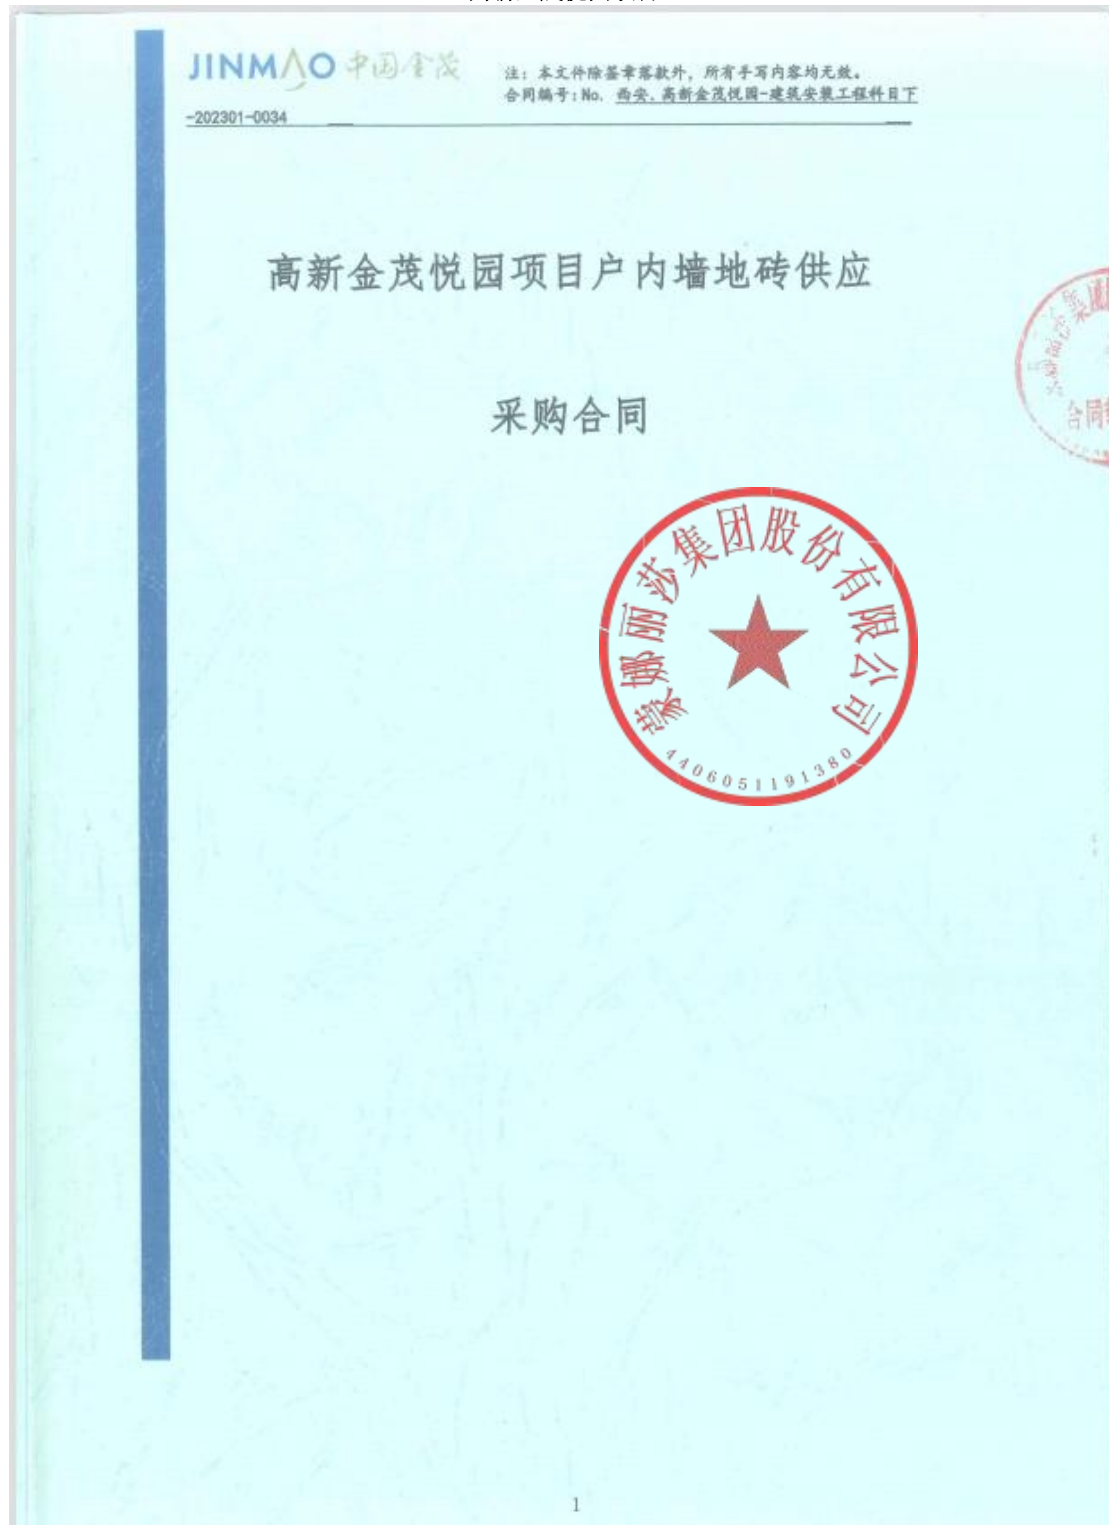 JINMAO 中国金茂
注：本文件除签章落款外，所有手写内容均无效。
合同编号：No. 西安、高新金茂悦园-建筑安装工程科目下
-202301-0034
高新金茂悦园项目户内墙地砖供应
采购合同
蒙娜丽莎集团股份有限公司
4406051191380
合同
1